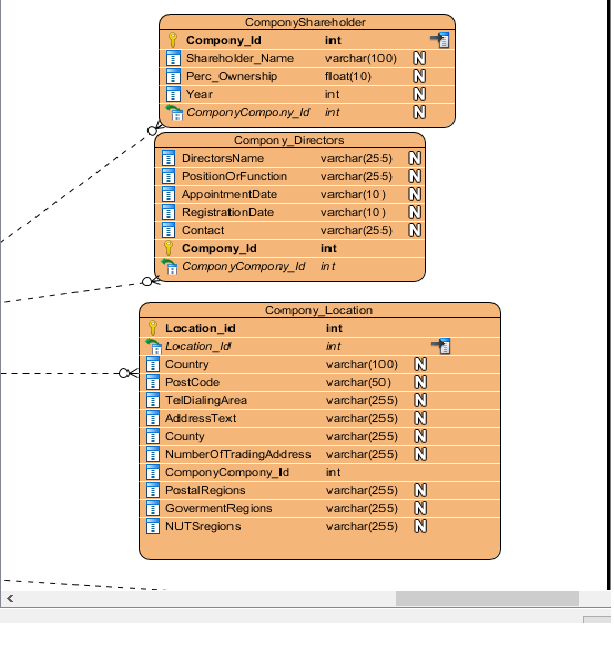 ComponyShareholder
Compony_Id int
Shareholder_Name varchar(100) N
Perc_Ownership float(10) N
Year int N
ComponyCompony_Id int N
Compony_Directors
DirectorsName varchar(255) N
PositionOrFunction varchar(255) N
AppointmentDate varchar(10) N
RegistrationDate varchar(10) N
Contact varchar(255) N
Compony_Id int
ComponyCompony_Id int
Compony_Location
Location_id int
Location_Id int
Country varchar(100) N
PostCode varchar(50) N
TelDialingArea varchar(255) N
AddressText varchar(255) N
County varchar(255) N
NumberOfTradingAddress varchar(255) N
ComponyCompony_Id int
PostalRegions varchar(255) N
GovermentRegions varchar(255) N
NUTSregions varchar(255) N